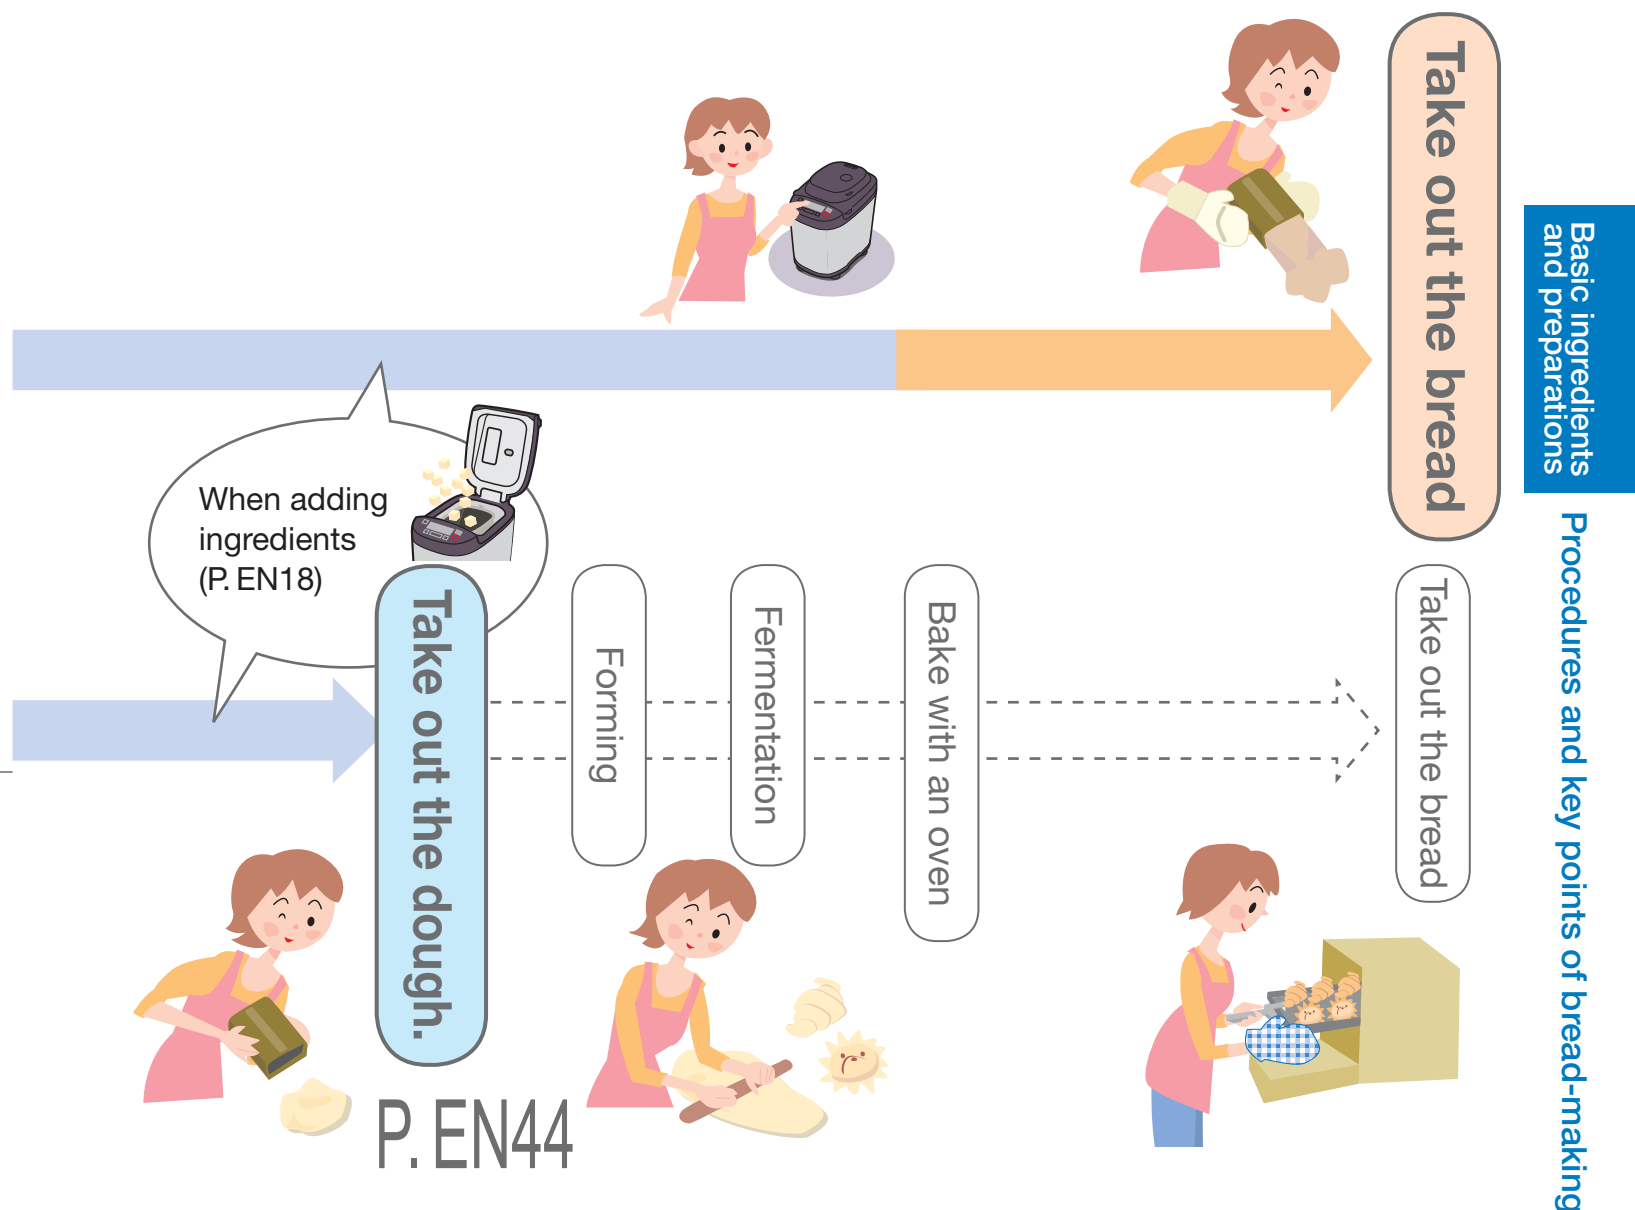 Take out the bread
Basic ingredients
and preparations
Procedures and key points of bread-making
When adding
ingredients
(P. EN18)
Take out the dough.
Forming
Fermentation
Bake with an oven
Take out the bread
P. EN44